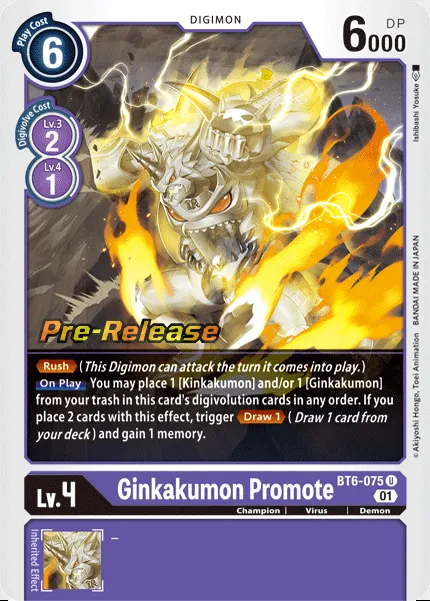 DIGIMON
Play Cost
6
6000
DP
Digivolve Cost
Lv.3
2
Lv.4
1
Ishibashi Yosuke
Pre-Release
Rush (This Digimon can attack the turn it comes into play.)
On Play You may place 1 [Kinkakumon] and/or 1 [Ginkakumon]
from your trash in this card's digivolution cards in any order. If you
place 2 cards with this effect, trigger Draw 1 ( Draw 1 card from
your deck ) and gain 1 memory.
© Akiyoshi Hongo, Toei Animation BANDAI MADE IN JAPAN
Lv.4
Ginkakumon Promote
BT6-075 U
01
Champion | Virus | Demon
Inherited Effect
–